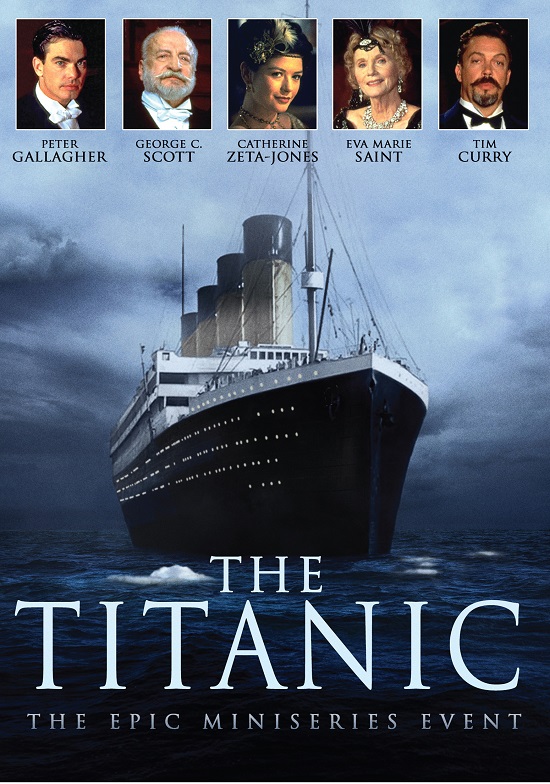 PETER
GALLAGHER
GEORGE C.
SCOTT
CATHERINE
ZETA-JONES
EVA MARIE
SAINT
TIM
CURRY
THE
TITANIC
THE EPIC MINISERIES EVENT